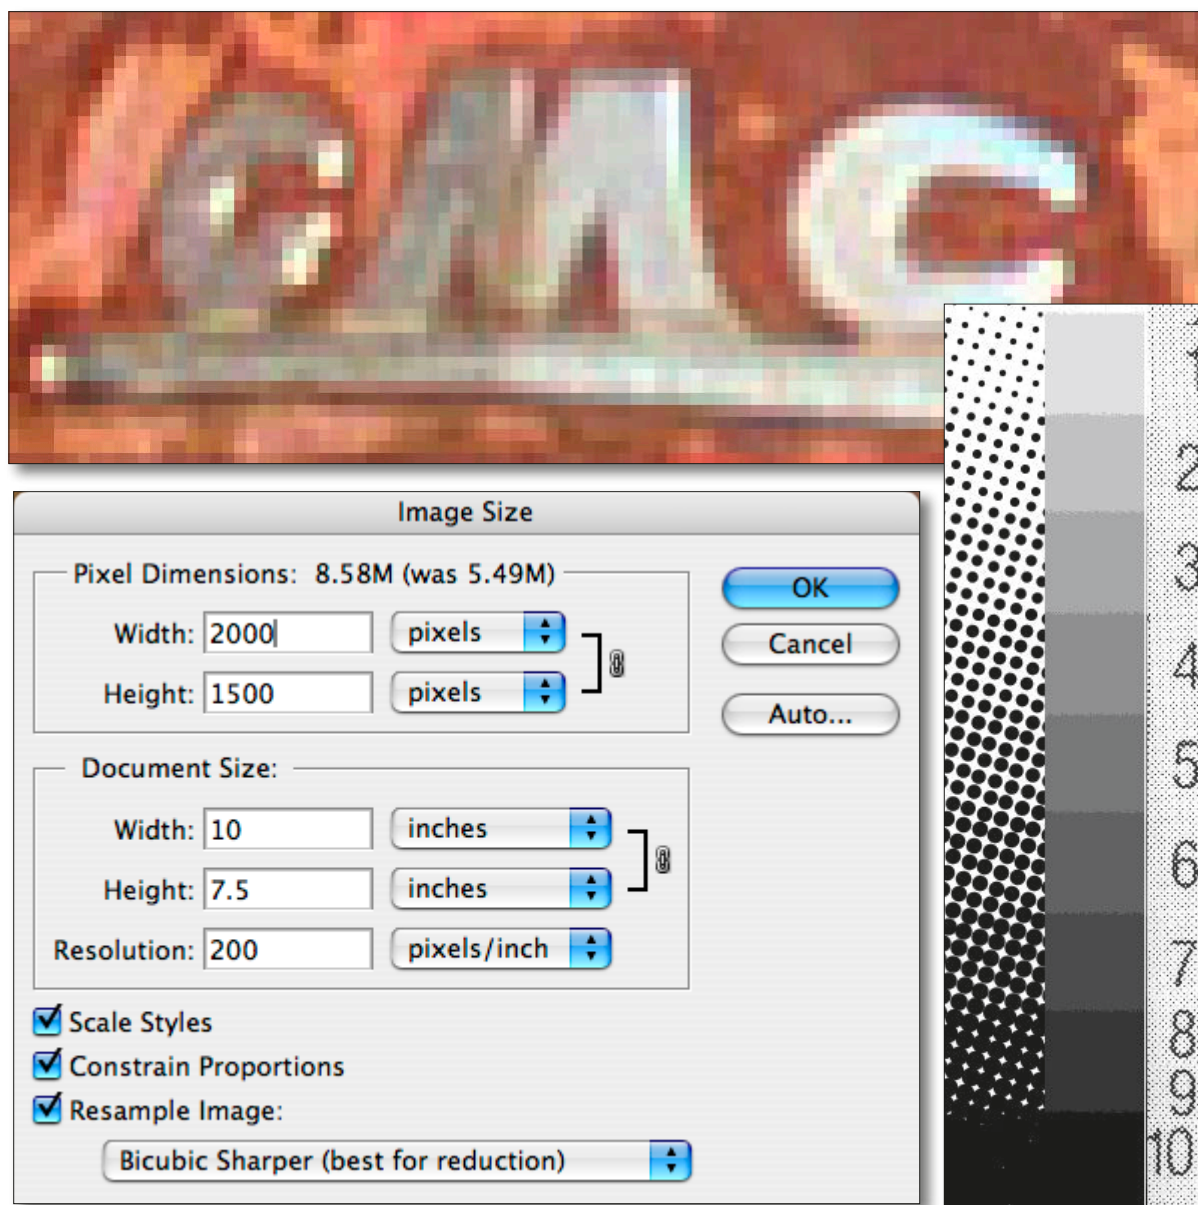 GMC
Image Size
Pixel Dimensions: 8.58M (was 5.49M)
Width: 2000 pixels
Height: 1500 pixels
OK
Cancel
Auto...
Document Size:
Width: 10 inches
Height: 7.5 inches
Resolution: 200 pixels/inch
Scale Styles
Constrain Proportions
Resample Image:
Bicubic Sharper (best for reduction)
1
2
3
4
5
6
7
8
9
10